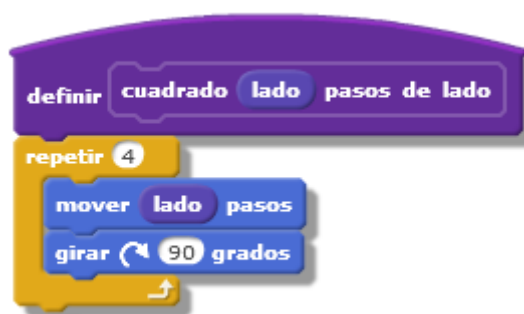 definir cuadrado lado pasos de lado
repetir 4
mover lado pasos
girar 90 grados